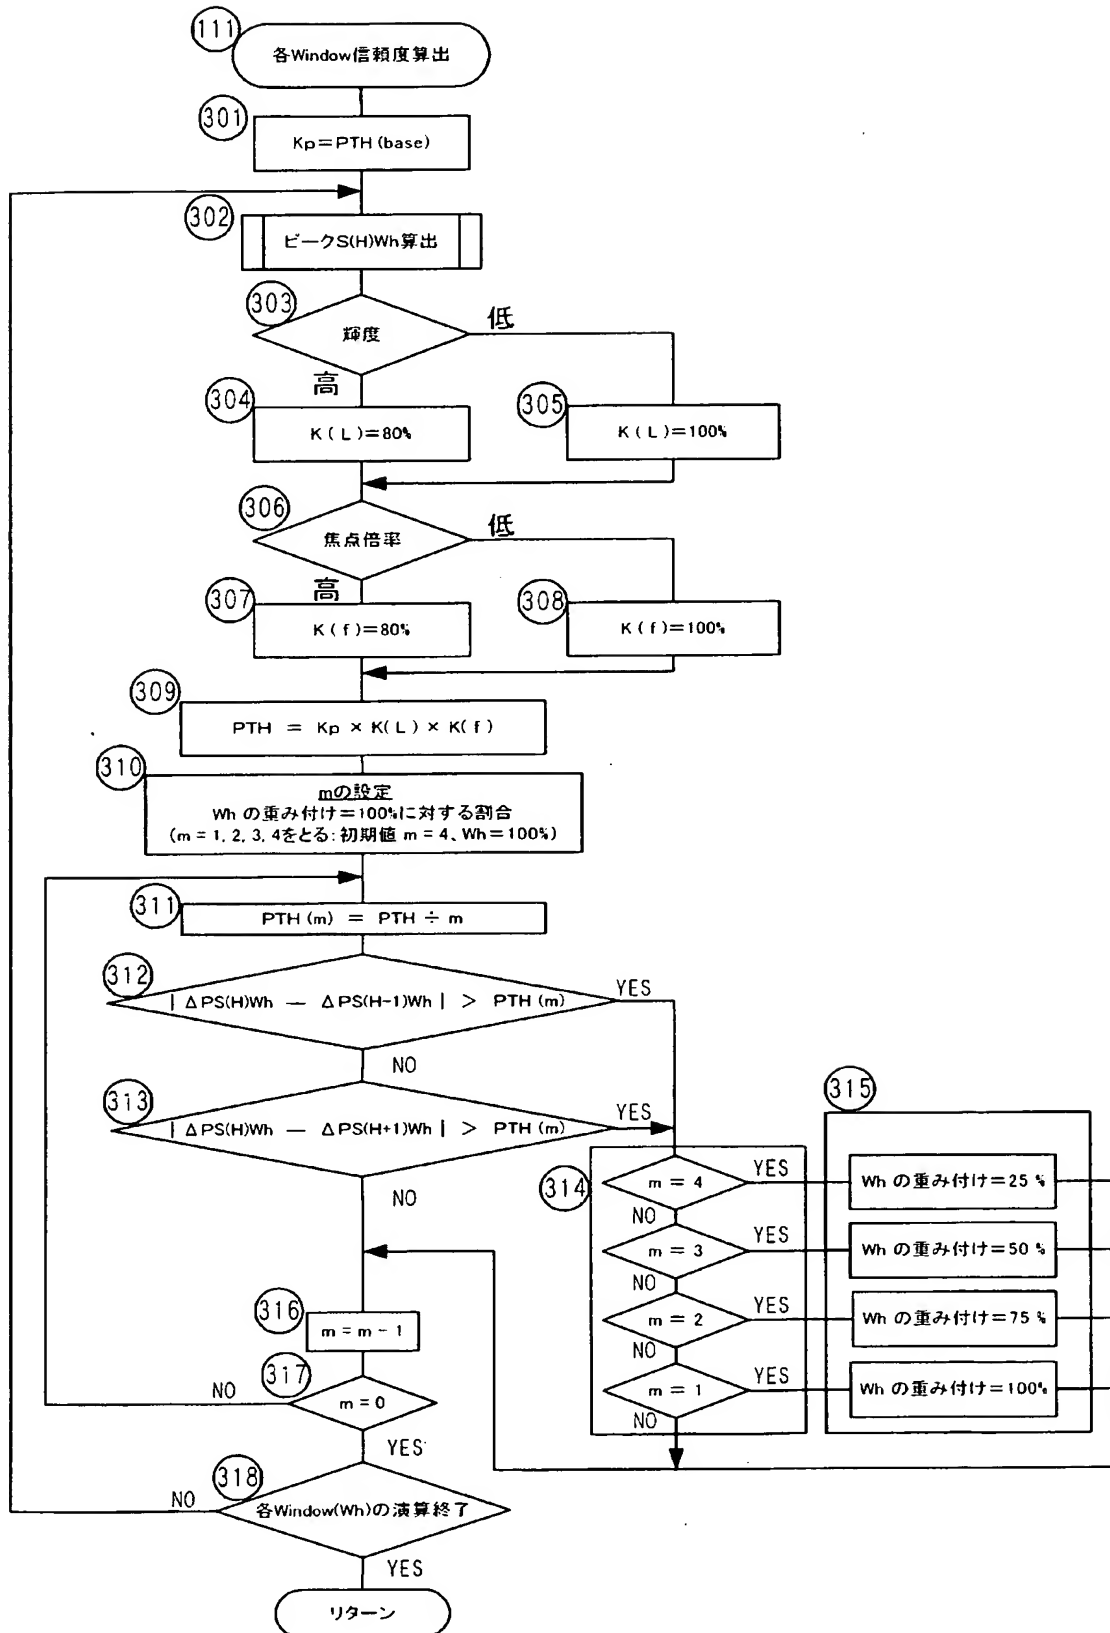 111
各Window信頼度算出
301
Kp=PTH(base)
302
ピークS(H)Wh算出
303
輝度
低
高
304
K(L)=80%
305
K(L)=100%
306
焦点倍率
低
高
307
K(f)=80%
308
K(f)=100%
309
PTH = Kp × K(L) × K(f)
310
mの設定
Wh の重み付け=100%に対する割合
(m = 1, 2, 3, 4をとる:初期値 m = 4、Wh=100%)
311
PTH(m) = PTH ÷ m
312
| ΔPS(H)Wh — ΔPS(H-1)Wh | > PTH(m)
YES
NO
313
| ΔPS(H)Wh — ΔPS(H+1)Wh | > PTH(m)
YES
NO
314
315
m = 4
YES
Wh の重み付け=25 %
NO
m = 3
YES
Wh の重み付け=50 %
NO
m = 2
YES
Wh の重み付け=75 %
NO
m = 1
YES
Wh の重み付け=100%
NO
316
m = m - 1
317
NO
m = 0
YES
318
NO
各Window(Wh)の演算終了
YES
リターン